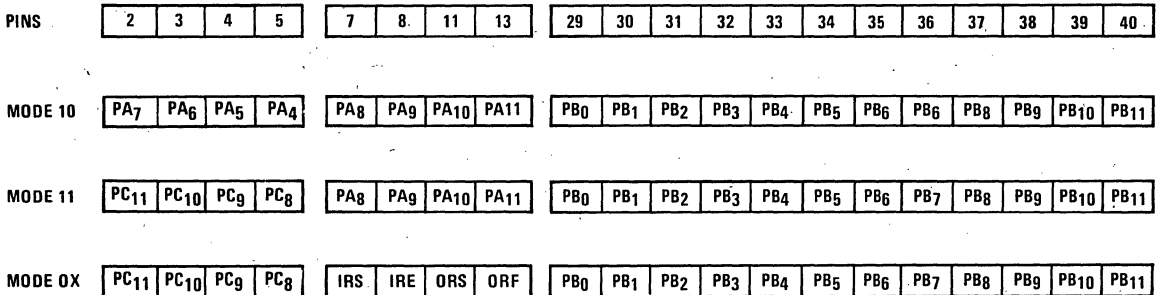 PINS 2 3 4 5 7 8 11 13 29 30 31 32 33 34 35 36 37 38 39 40
MODE 10 PA7 PA6 PA5 PA4 PA8 PA9 PA10 PA11 PB0 PB1 PB2 PB3 PB4 PB5 PB6 PB6 PB8 PB9 PB10 PB11
MODE 11 PC11 PC10 PC9 PC8 PA8 PA9 PA10 PA11 PB0 PB1 PB2 PB3 PB4 PB5 PB6 PB7 PB8 PB9 PB10 PB11
MODE OX PC11 PC10 PC9 PC8 IRS IRE ORS ORF PB0 PB1 PB2 PB3 PB4 PB5 PB6 PB7 PB8 PB9 PB10 PB11